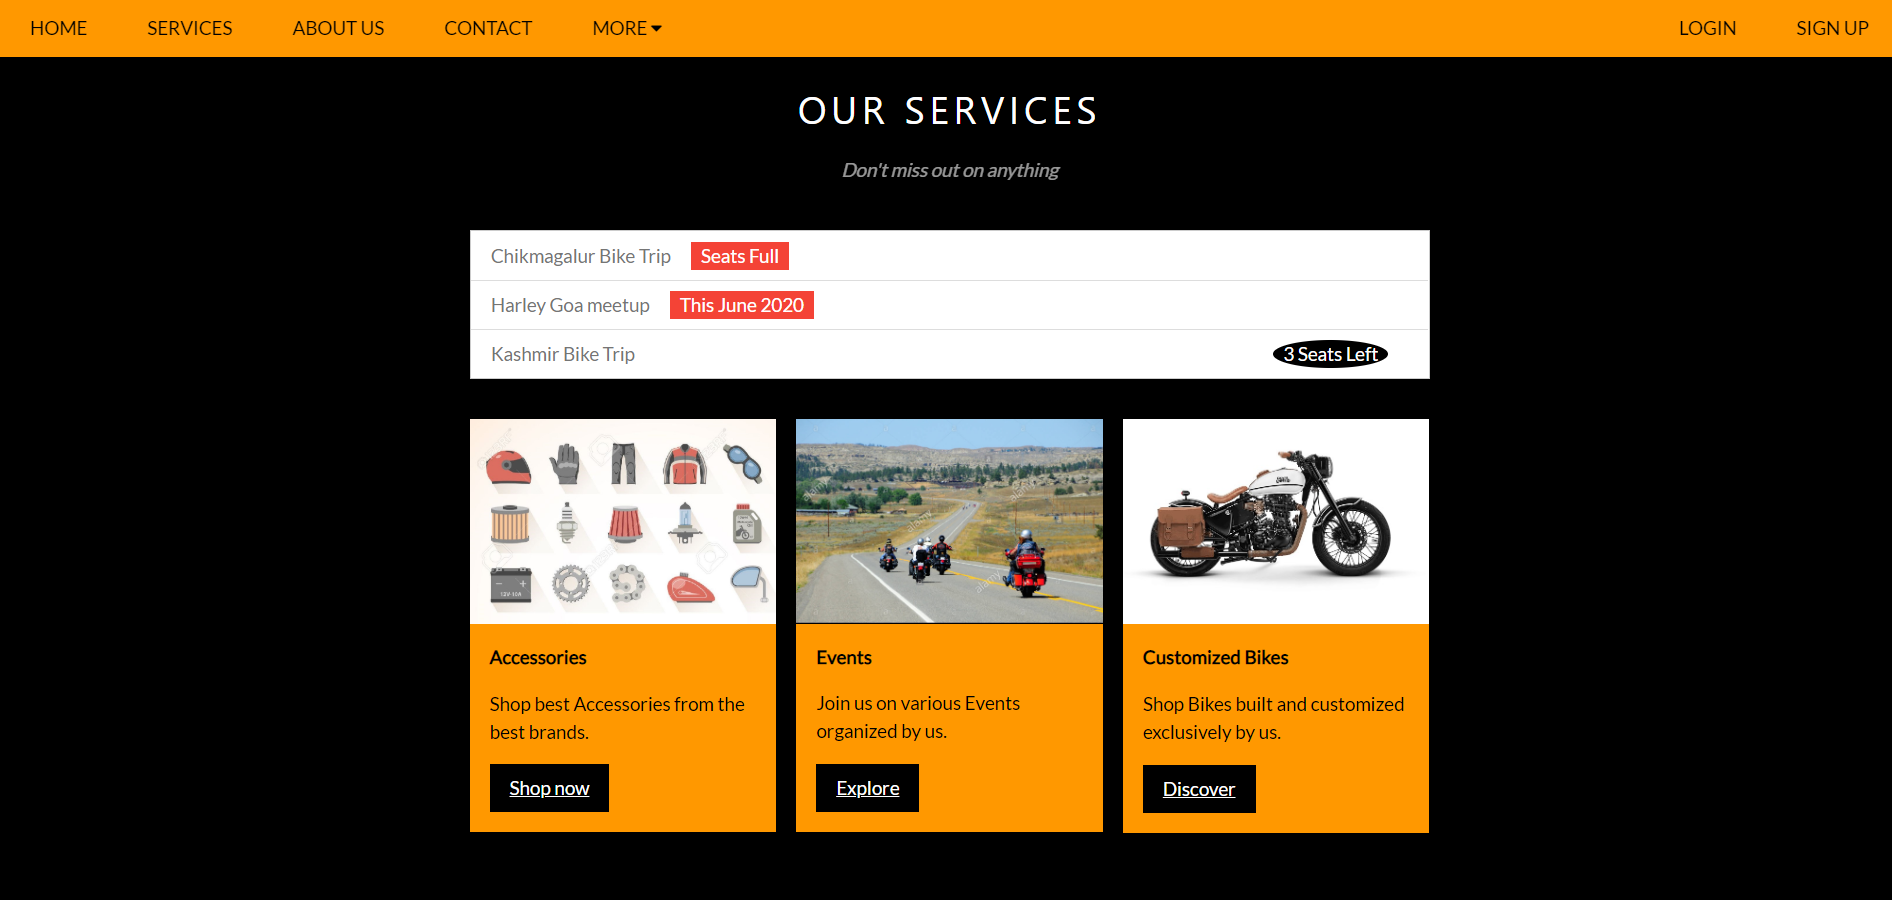 HOME SERVICES ABOUT US CONTACT MORE LOGIN SIGN UP
OUR SERVICES
Don't miss out on anything
Chikmagalur Bike Trip Seats Full
Harley Goa meetup This June 2020
Kashmir Bike Trip 3 Seats Left
12V-10A
Accessories
Shop best Accessories from the
best brands.
Shop now
Events
Join us on various Events
organized by us.
Explore
Customized Bikes
Shop Bikes built and customized
exclusively by us.
Discover